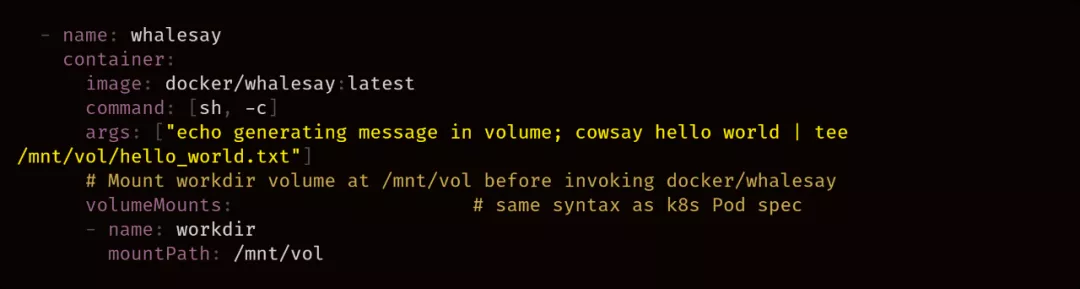 - name: whalesay
container:
image: docker/whalesay:latest
command: [sh, -c]
args: ["echo generating message in volume; cowsay hello world | tee
/mnt/vol/hello_world.txt"]
# Mount workdir volume at /mnt/vol before invoking docker/whalesay
volumeMounts: # same syntax as k8s Pod spec
- name: workdir
mountPath: /mnt/vol